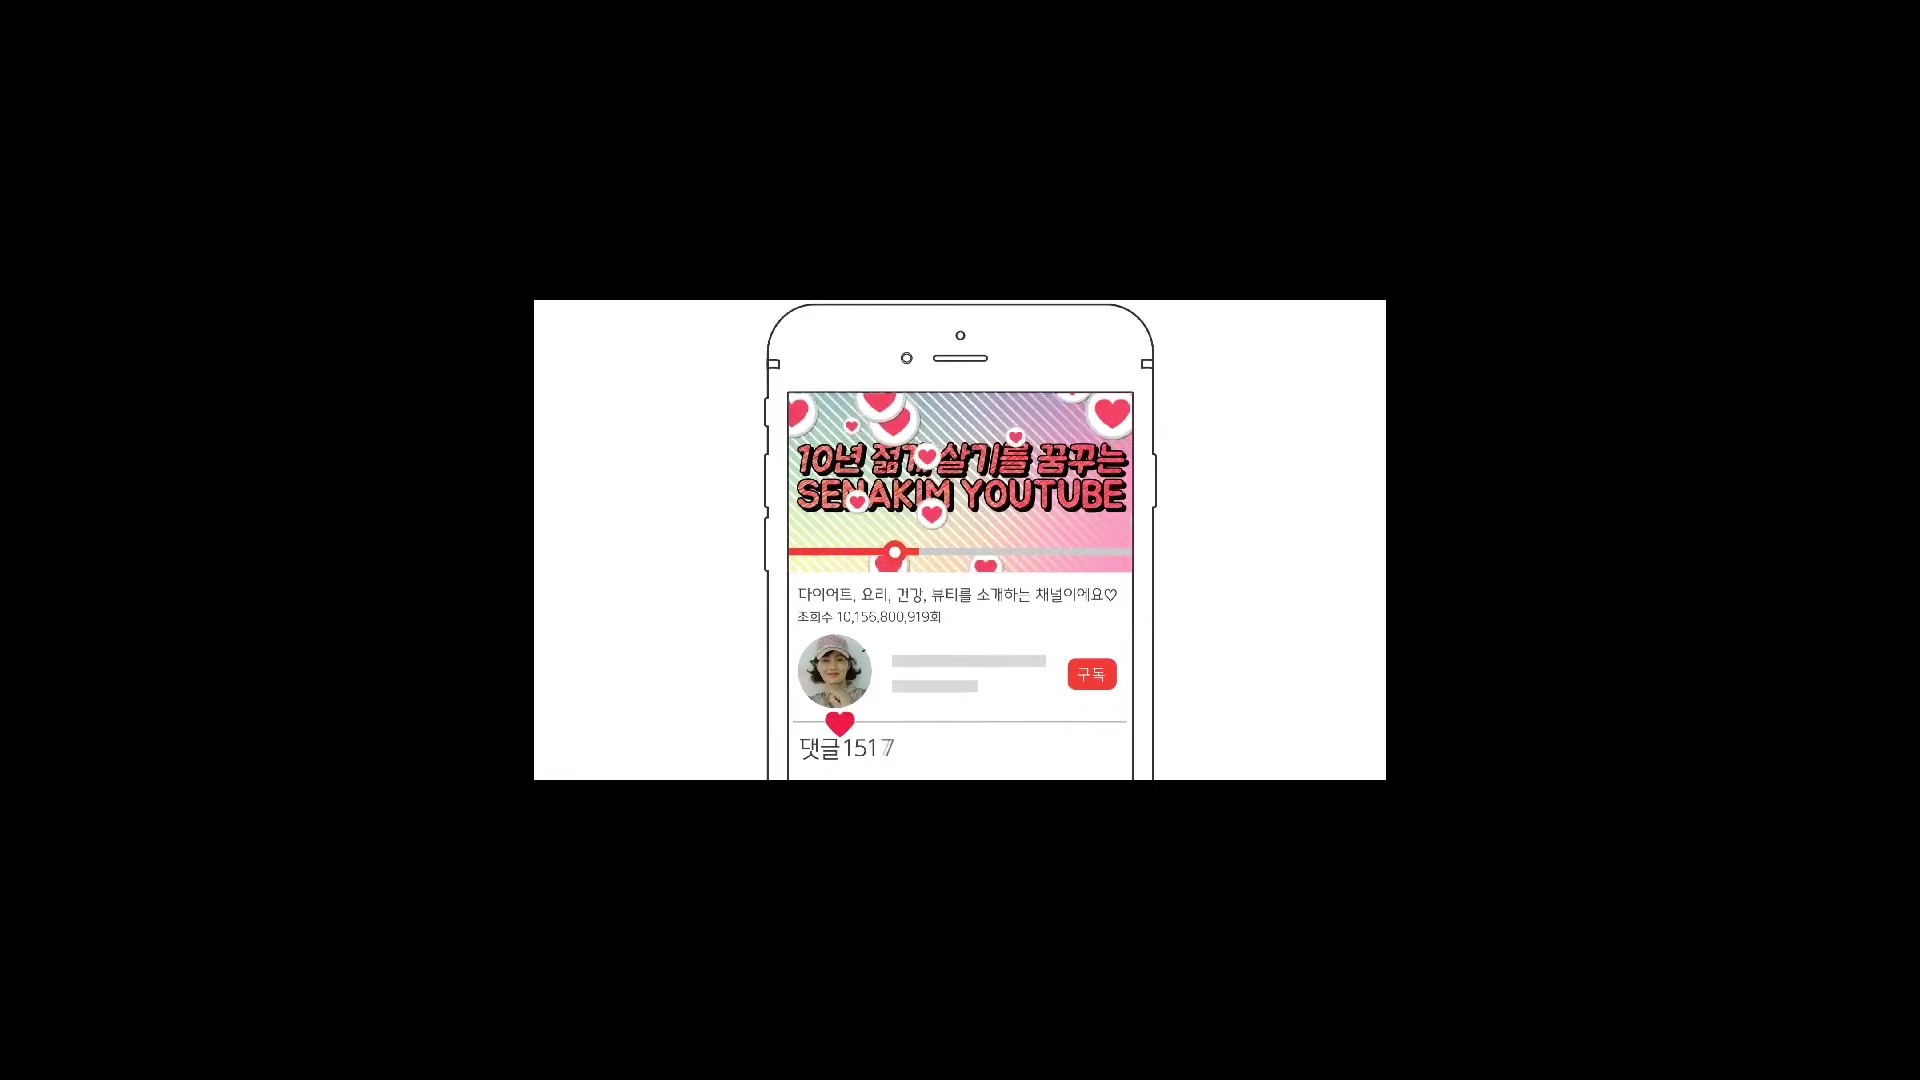 10년 젊게 살기를 꿈꾸는
SENAKIM YOUTUBE
다이어트, 요리, 건강, 뷰티를 소개하는 채널이에요♡
조회수 10,156,800,919회
구독
댓글1517